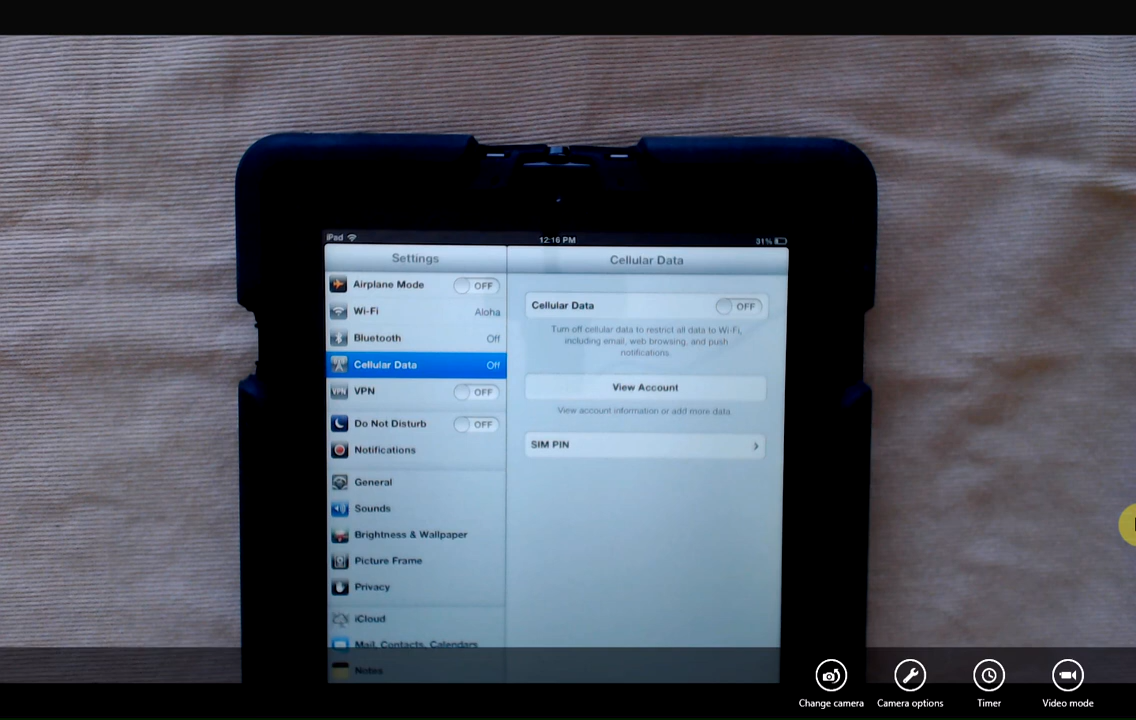 iPad
12:16 PM
31%
Settings
Airplane Mode OFF
Wi-Fi Aloha
Bluetooth Off
Cellular Data Off
VPN VPN OFF
Do Not Disturb OFF
Notifications
General
Sounds
Brightness & Wallpaper
Picture Frame
Privacy
iCloud
Mail, Contacts, Calendars
Notes
Cellular Data
Cellular Data OFF
Turn off cellular data to restrict all data to Wi-Fi,
including email, web browsing, and push
notifications.
View Account
View account information or add more data
SIM PIN
Change camera
Camera options
Timer
Video mode